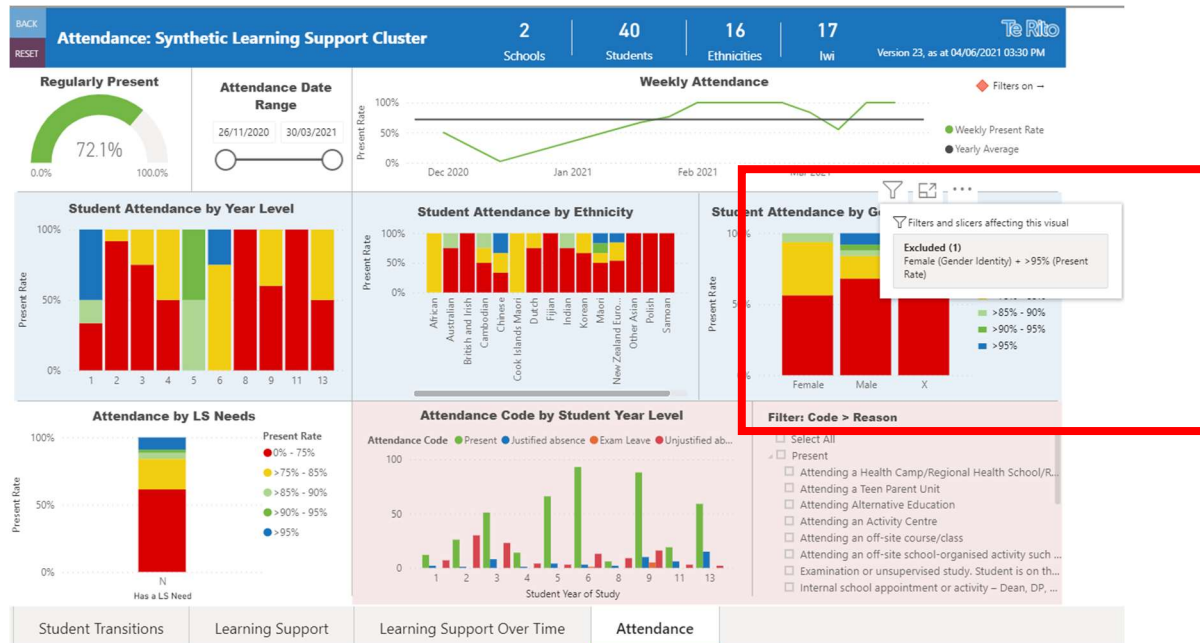 BACK
RESET
Attendance: Synthetic Learning Support Cluster
2
Schools
40
Students
16
Ethnicities
17
Iwi
Te Rito
Version 23, as at 04/06/2021 03:30 PM
Regularly Present
72.1%
0.0%
100.0%
Attendance Date
Range
26/11/2020
30/03/2021
Weekly Attendance
Present Rate
100%
50%
0%
Dec 2020
Jan 2021
Feb 2021
Filters on →
Weekly Present Rate
Yearly Average
Student Attendance by Year Level
Present Rate
100%
50%
0%
1 2 3 4 5 6 8 9 11 13
Student Attendance by Ethnicity
Present Rate
100%
50%
0%
African
Australian
British and Irish
Cambodian
Chinese
Cook Islands Maori
Dutch
Fijian
Indian
Korean
Māori
New Zealand Euro...
Other Asian
Polish
Samoan
Student Attendance by G
Filters and slicers affecting this visual
Excluded (1)
Female (Gender Identity) + >95% (Present
Rate)
Present Rate
Female
Male
X
>85% - 90%
>90% - 95%
>95%
Attendance by LS Needs
Present Rate
100%
50%
0%
N
Has a LS Need
Present Rate
0% - 75%
>75% - 85%
>85% - 90%
>90% - 95%
>95%
Attendance Code by Student Year Level
Attendance Code Present Justified absence Exam Leave Unjustified ab...
100
50
0
1 2 3 4 5 6 8 9 11 13
Student Year of Study
Filter: Code > Reason
Select All
Present
Attending a Health Camp/Regional Health School/R...
Attending a Teen Parent Unit
Attending Alternative Education
Attending an Activity Centre
Attending an off-site course/class
Attending an off-site school-organised activity such ...
Examination or unsupervised study. Student is on th...
Internal school appointment or activity – Dean, DP, ...
Student Transitions
Learning Support
Learning Support Over Time
Attendance